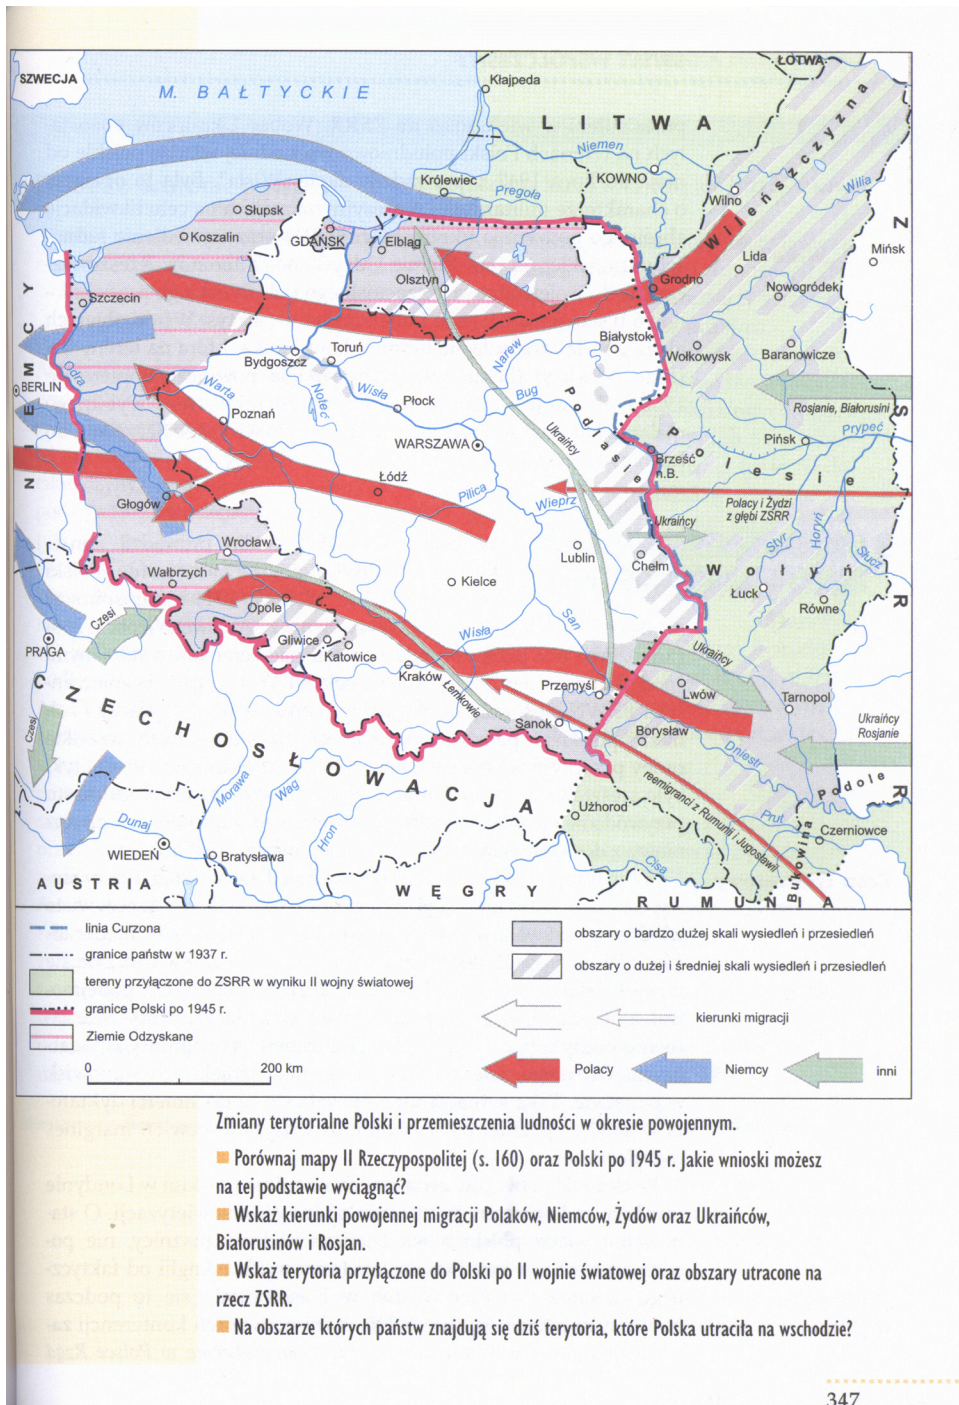 SZWECJA
M. BAŁTYCKIE
Kłajpeda
ŁOTWA
LITWA
Niemen
KOWNO
Wileńszczyzna
Wilia
Z S R R
Królewiec
Pregoła
Wilno
Słupsk
Koszalin
GDAŃSK
Elbląg
Mińsk
Lida
Olsztyn
Grodno
Nowogródek
NIEMCY
Szczecin
Białystok
Wołkowysk
Baranowicze
Toruń
Bydgoszcz
Narew
Odra
BERLIN
Warta
Noteć
Wisła
Płock
Bug
Podlasie
Rosjanie, Białorusini
Poznań
Ukraińcy
Prypeć
WARSZAWA
Pińsk
Polesie
Brześć
n.B.
Łódź
Głogów
Pilica
Wieprz
Polacy i Żydzi
z głębi ZSRR
Ukraińcy
Styr
Horyń
Słucz
Wrocław
Lublin
Chełm
Wałbrzych
Kielce
Wołyń
Łuck
Równe
Opole
Czesi
PRAGA
Gliwice
Katowice
Wisła
San
Ukraińcy
Kraków
Łemkowie
Przemyśl
Lwów
Tarnopol
CZECHOSŁOWACJA
Czesi
Sanok
Borysław
Dniestr
Ukraińcy
Rosjanie
Morawa
Wag
Hron
reemigranci z Rumunii i Jugosławii
Podole
Użhorod
Prut
Czerniowce
Bukowina
Dunaj
WIEDEŃ
Bratysława
Cisa
AUSTRIA
WĘGRY
RUMUNIA
linia Curzona
granice państw w 1937 r.
tereny przyłączone do ZSRR w wyniku II wojny światowej
granice Polski po 1945 r.
Ziemie Odzyskane
0 200 km
obszary o bardzo dużej skali wysiedleń i przesiedleń
obszary o dużej i średniej skali wysiedleń i przesiedleń
kierunki migracji
Polacy Niemcy inni
Zmiany terytorialne Polski i przemieszczenia ludności w okresie powojennym.
Porównaj mapy II Rzeczypospolitej (s. 160) oraz Polski po 1945 r. Jakie wnioski możesz
na tej podstawie wyciągnąć?
Wskaż kierunki powojennej migracji Polaków, Niemców, Żydów oraz Ukraińców,
Białorusinów i Rosjan.
Wskaż terytoria przyłączone do Polski po II wojnie światowej oraz obszary utracone na
rzecz ZSRR.
Na obszarze których państw znajdują się dziś terytoria, które Polska utraciła na wschodzie?
347